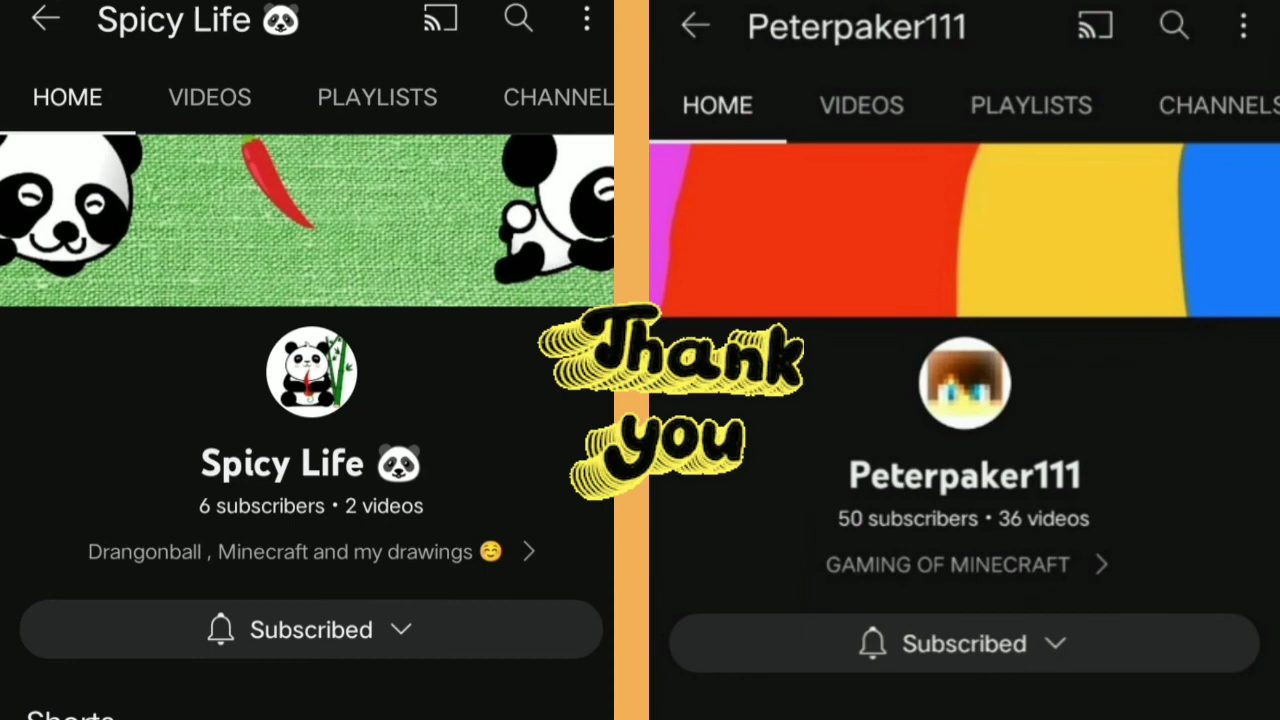 Spicy Life 🐼
HOME VIDEOS PLAYLISTS CHANNEL
Spicy Life 🐼
6 subscribers • 2 videos
Drangonball , Minecraft and my drawings ☺️
Subscribed
Shorts
Thank
you
Peterpaker111
HOME VIDEOS PLAYLISTS CHANNELS
Peterpaker111
50 subscribers • 36 videos
GAMING OF MINECRAFT
Subscribed